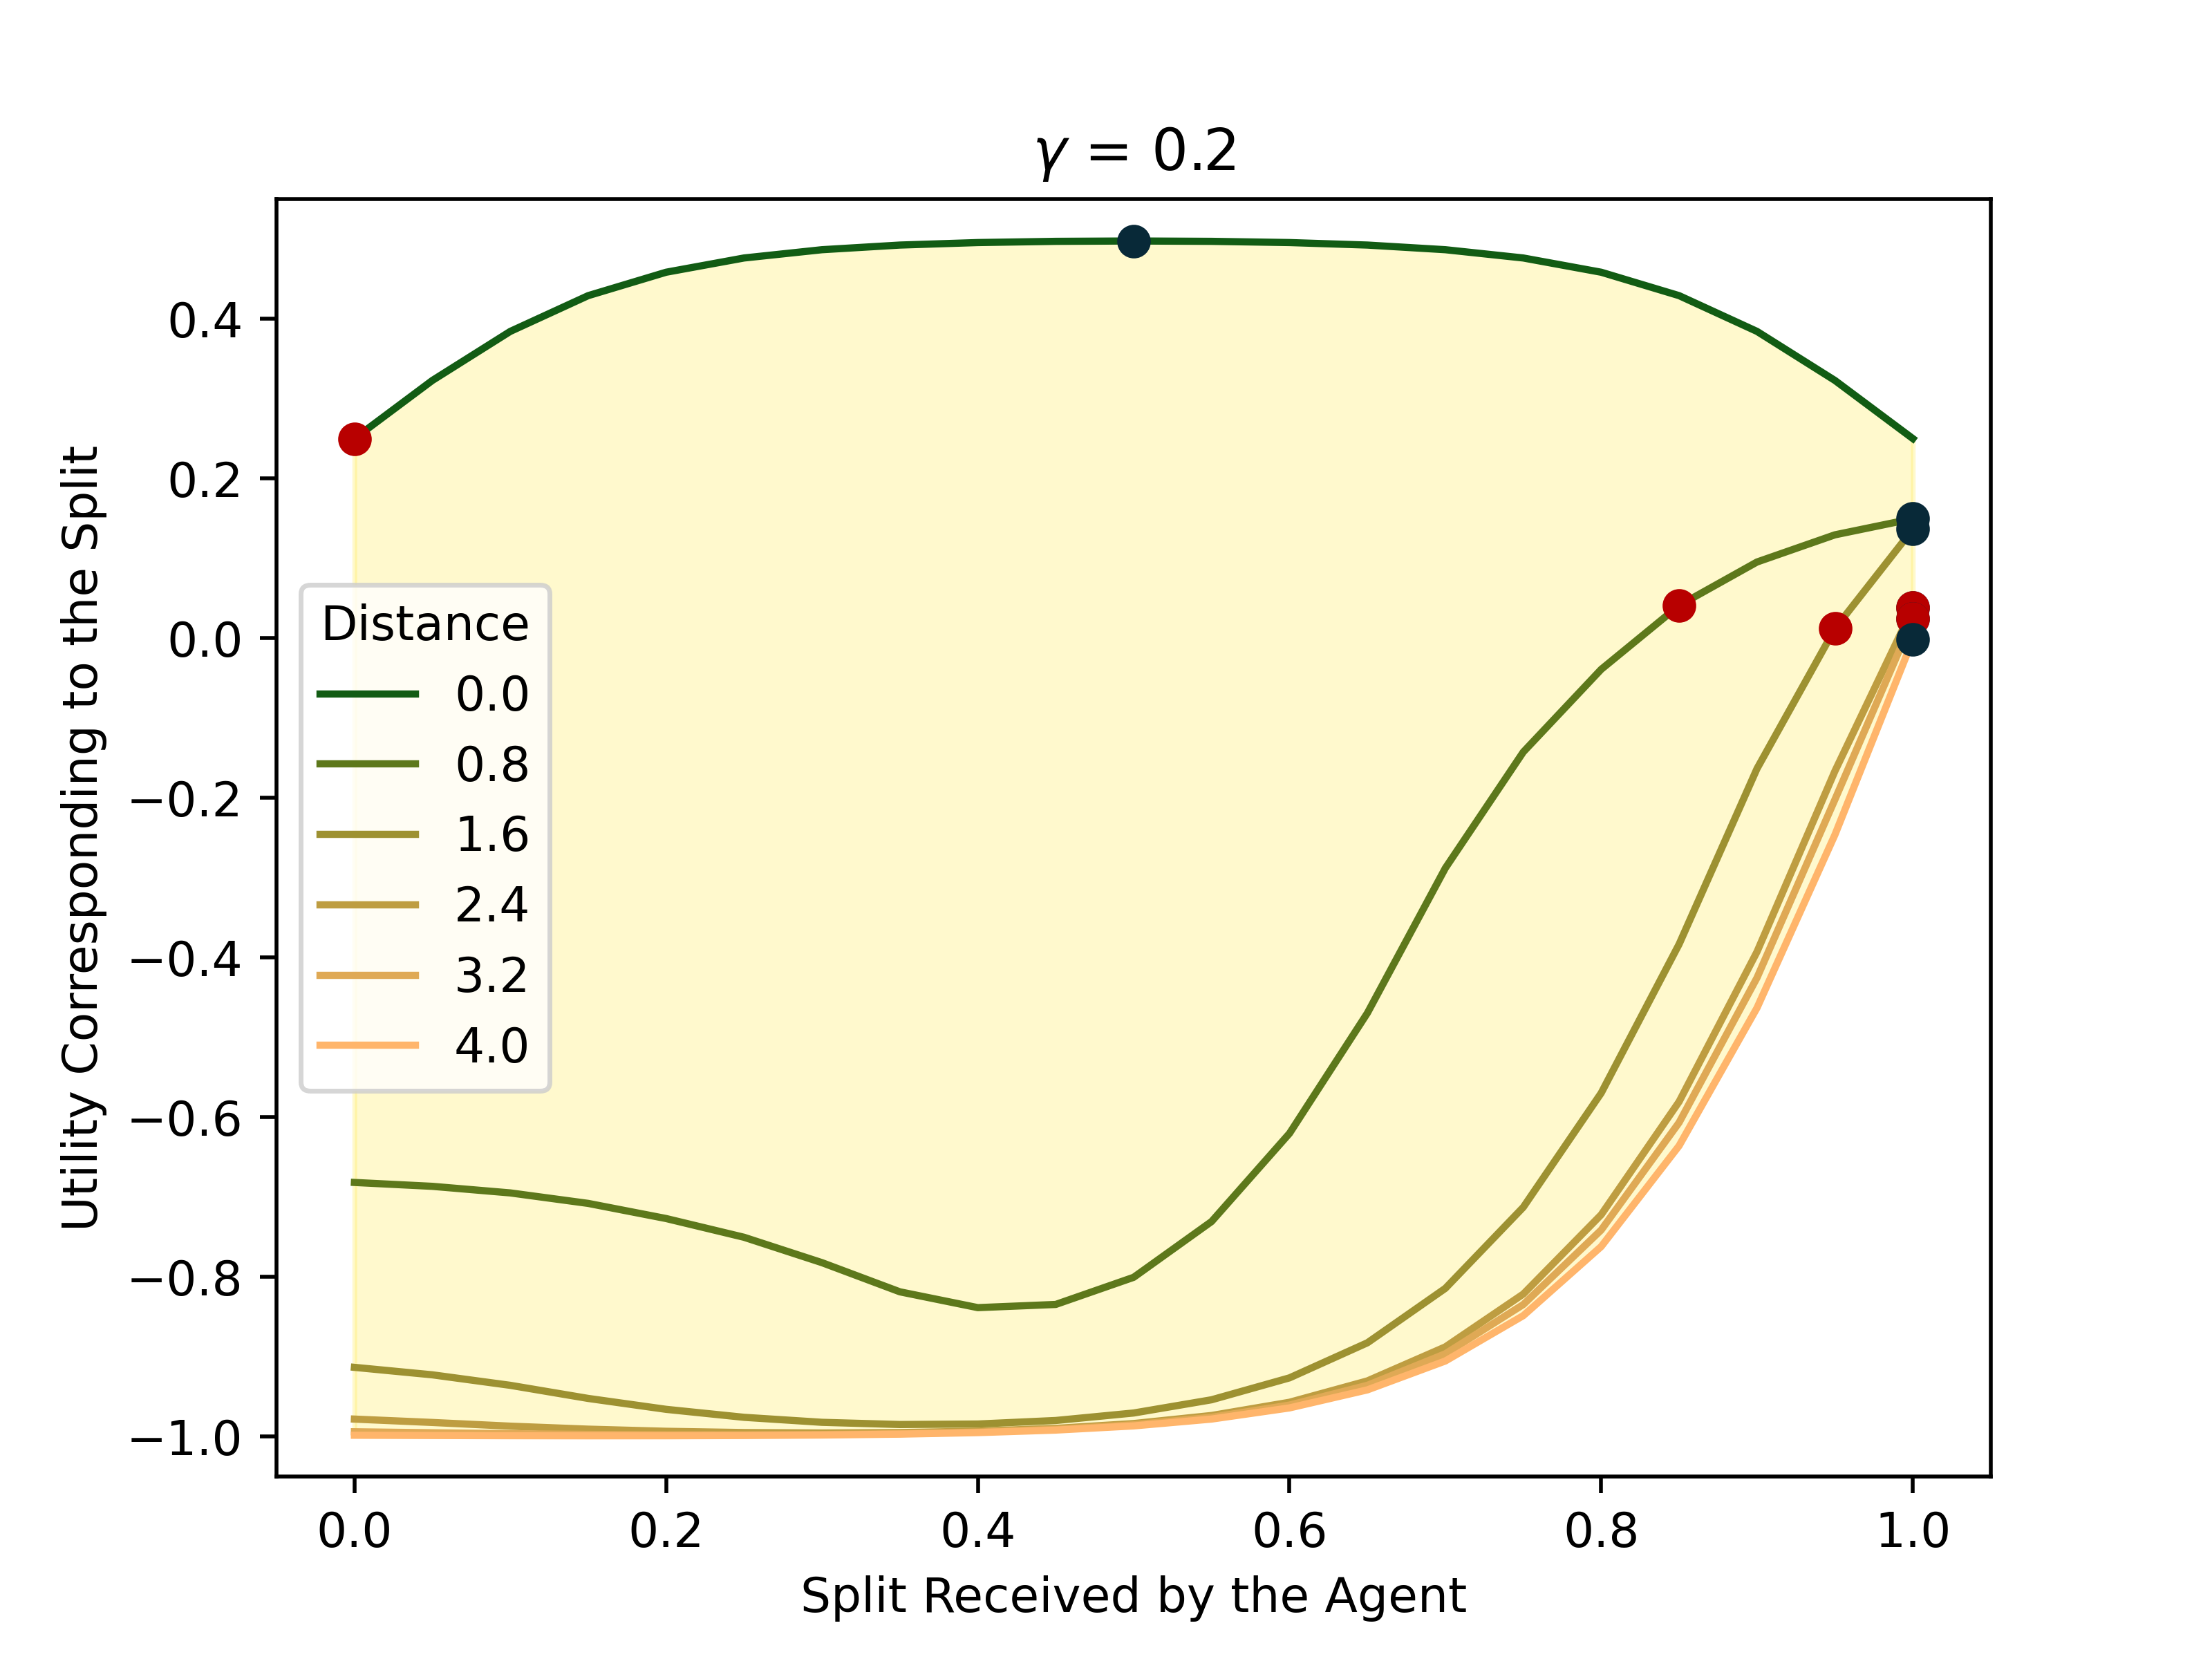 γ = 0.2
Utility Corresponding to the Split
0.4
0.2
0.0
−0.2
−0.4
−0.6
−0.8
−1.0
Distance
0.0
0.8
1.6
2.4
3.2
4.0
0.0 0.2 0.4 0.6 0.8 1.0
Split Received by the Agent